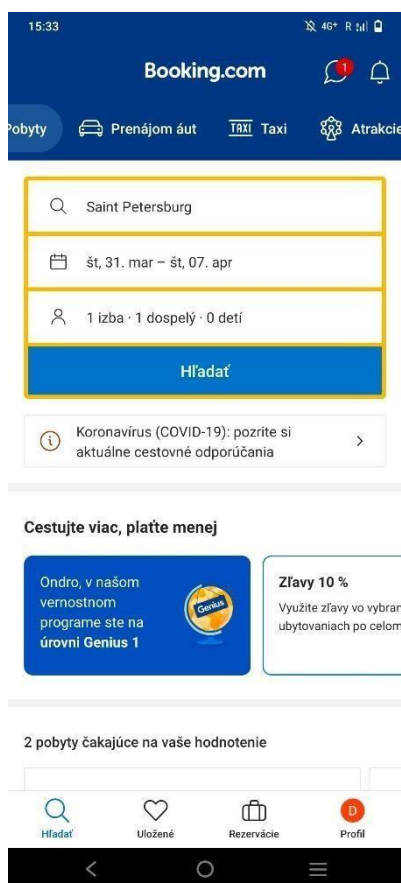 15:33
4G+ R
Booking.com
1
Pobyty
Prenájom áut
TAXI Taxi
Atrakcie
Saint Petersburg
št, 31. mar – št, 07. apr
1 izba · 1 dospelý · 0 detí
Hľadať
Koronavírus (COVID-19): pozrite si
aktuálne cestovné odporúčania
Cestujte viac, plaťte menej
Ondro, v našom
vernostnom
programe ste na
úrovni Genius 1
Genius
Zľavy 10 %
Využite zľavy vo vybran
ubytovaniach po celom
2 pobyty čakajúce na vaše hodnotenie
Hľadať
Uložené
Rezervácie
D
Profil